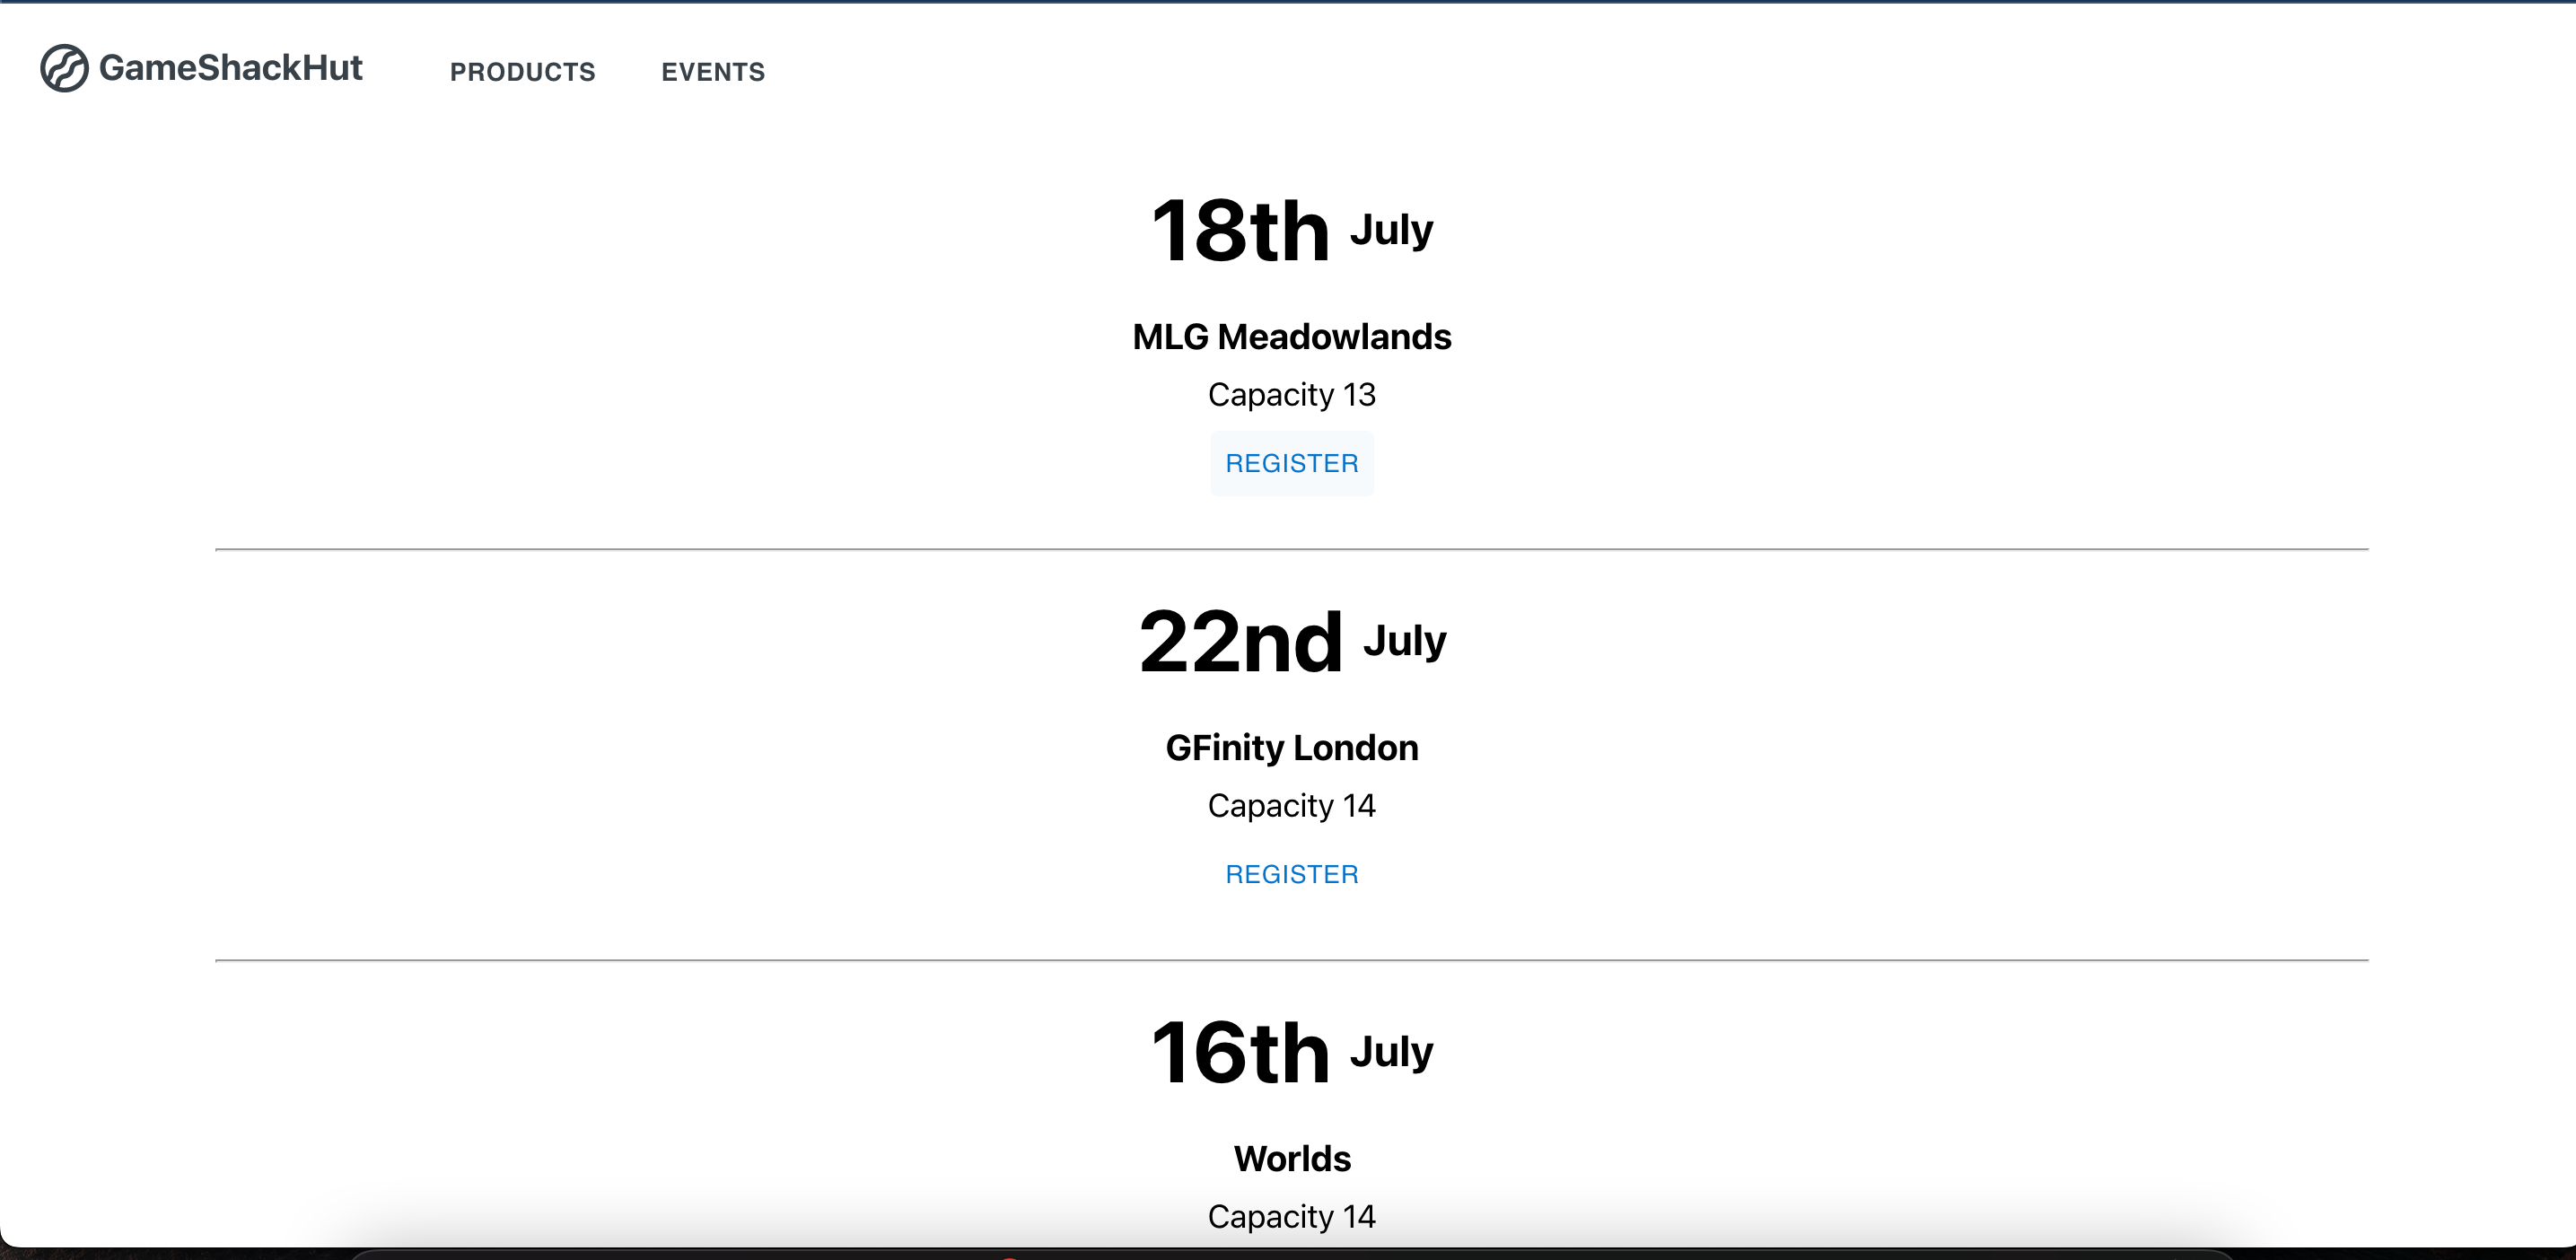 GameShackHut PRODUCTS EVENTS
18th July
MLG Meadowlands
Capacity 13
REGISTER
22nd July
GFinity London
Capacity 14
REGISTER
16th July
Worlds
Capacity 14